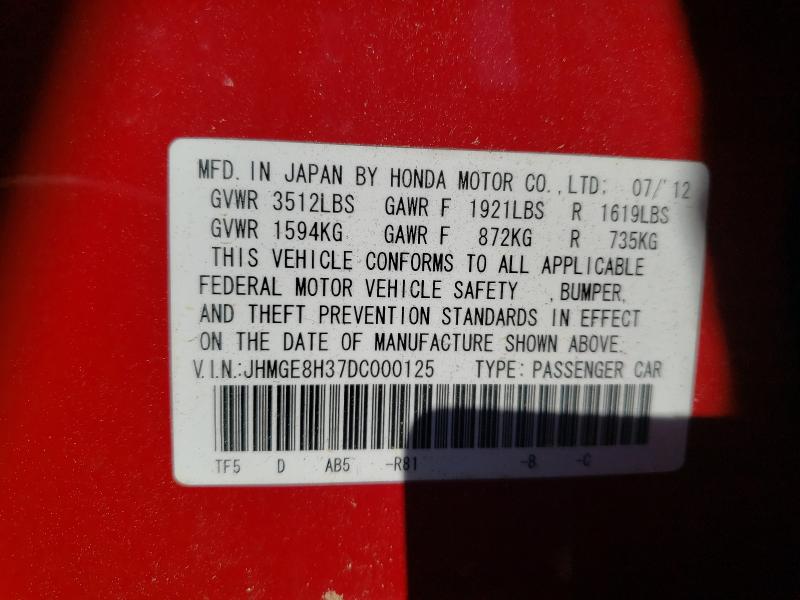 MFD. IN JAPAN BY HONDA MOTOR CO., LTD; 07/'12
GVWR 3512LBS GAWR F 1921LBS R 1619LBS
GVWR 1594KG GAWR F 872KG R 735KG
THIS VEHICLE CONFORMS TO ALL APPLICABLE
FEDERAL MOTOR VEHICLE SAFETY , BUMPER,
AND THEFT PREVENTION STANDARDS IN EFFECT
ON THE DATE OF MANUFACTURE SHOWN ABOVE.
V.I.N.:JHMGE8H37DC000125 TYPE: PASSENGER CAR
TF5 D AB5 -R81 -B -C